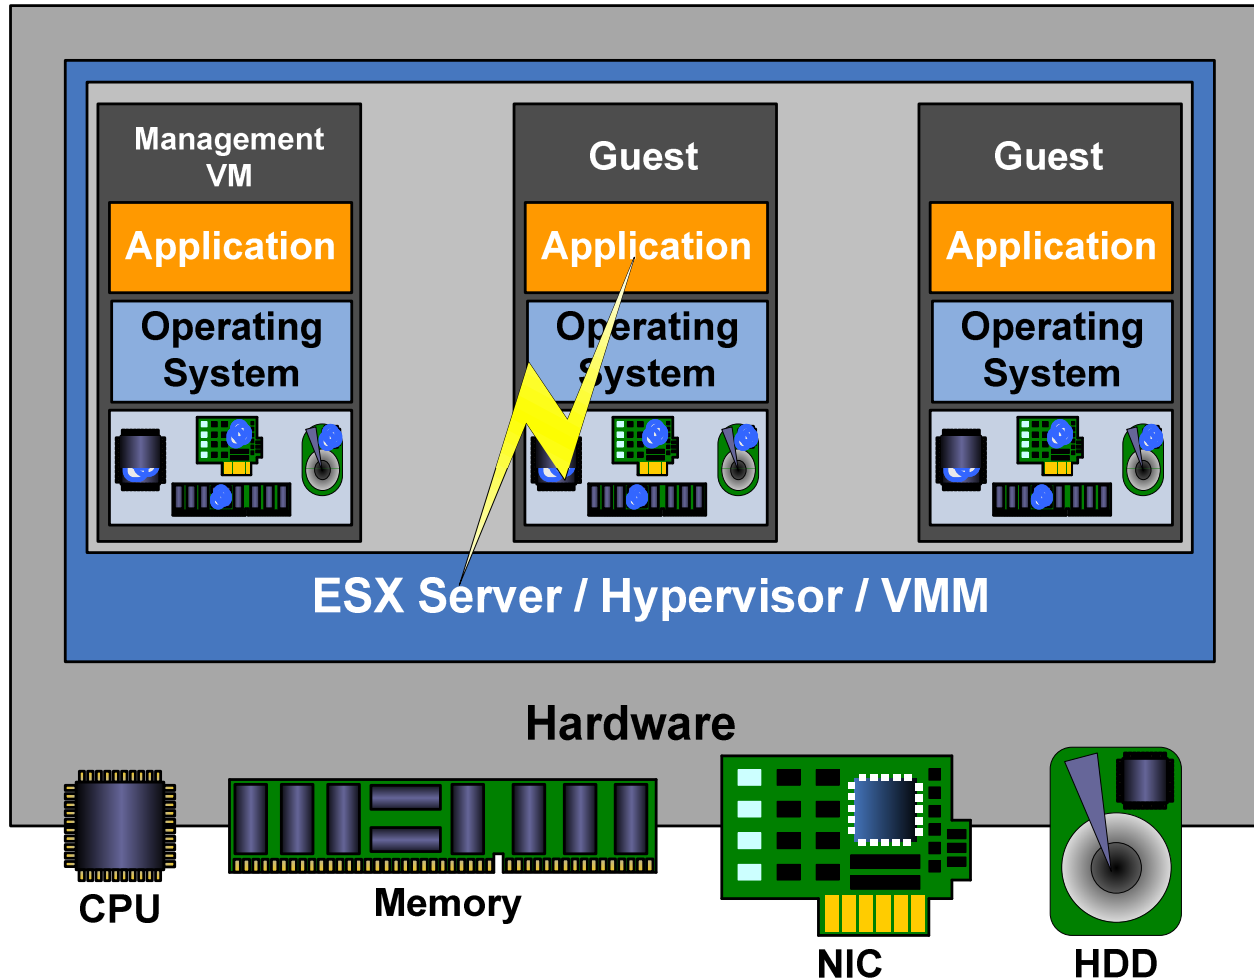 Management
VM
Guest
Guest
Application
Application
Application
Operating
System
Operating
System
Operating
System
ESX Server / Hypervisor / VMM
Hardware
CPU
Memory
NIC
HDD